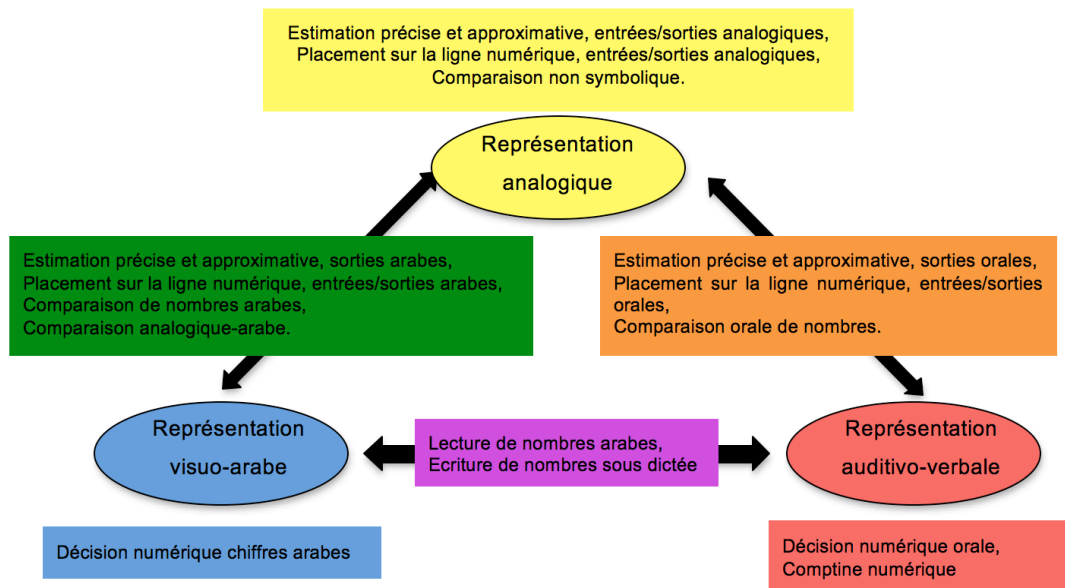 Estimation précise et approximative, entrées/sorties analogiques,
Placement sur la ligne numérique, entrées/sorties analogiques,
Comparaison non symbolique.
Représentation
analogique
Estimation précise et approximative, sorties arabes,
Placement sur la ligne numérique, entrées/sorties arabes,
Comparaison de nombres arabes,
Comparaison analogique-arabe.
Estimation précise et approximative, sorties orales,
Placement sur la ligne numérique, entrées/sorties
orales,
Comparaison orale de nombres.
Représentation
visuo-arabe
Lecture de nombres arabes,
Ecriture de nombres sous dictée
Représentation
auditivo-verbale
Décision numérique chiffres arabes
Décision numérique orale,
Comptine numérique